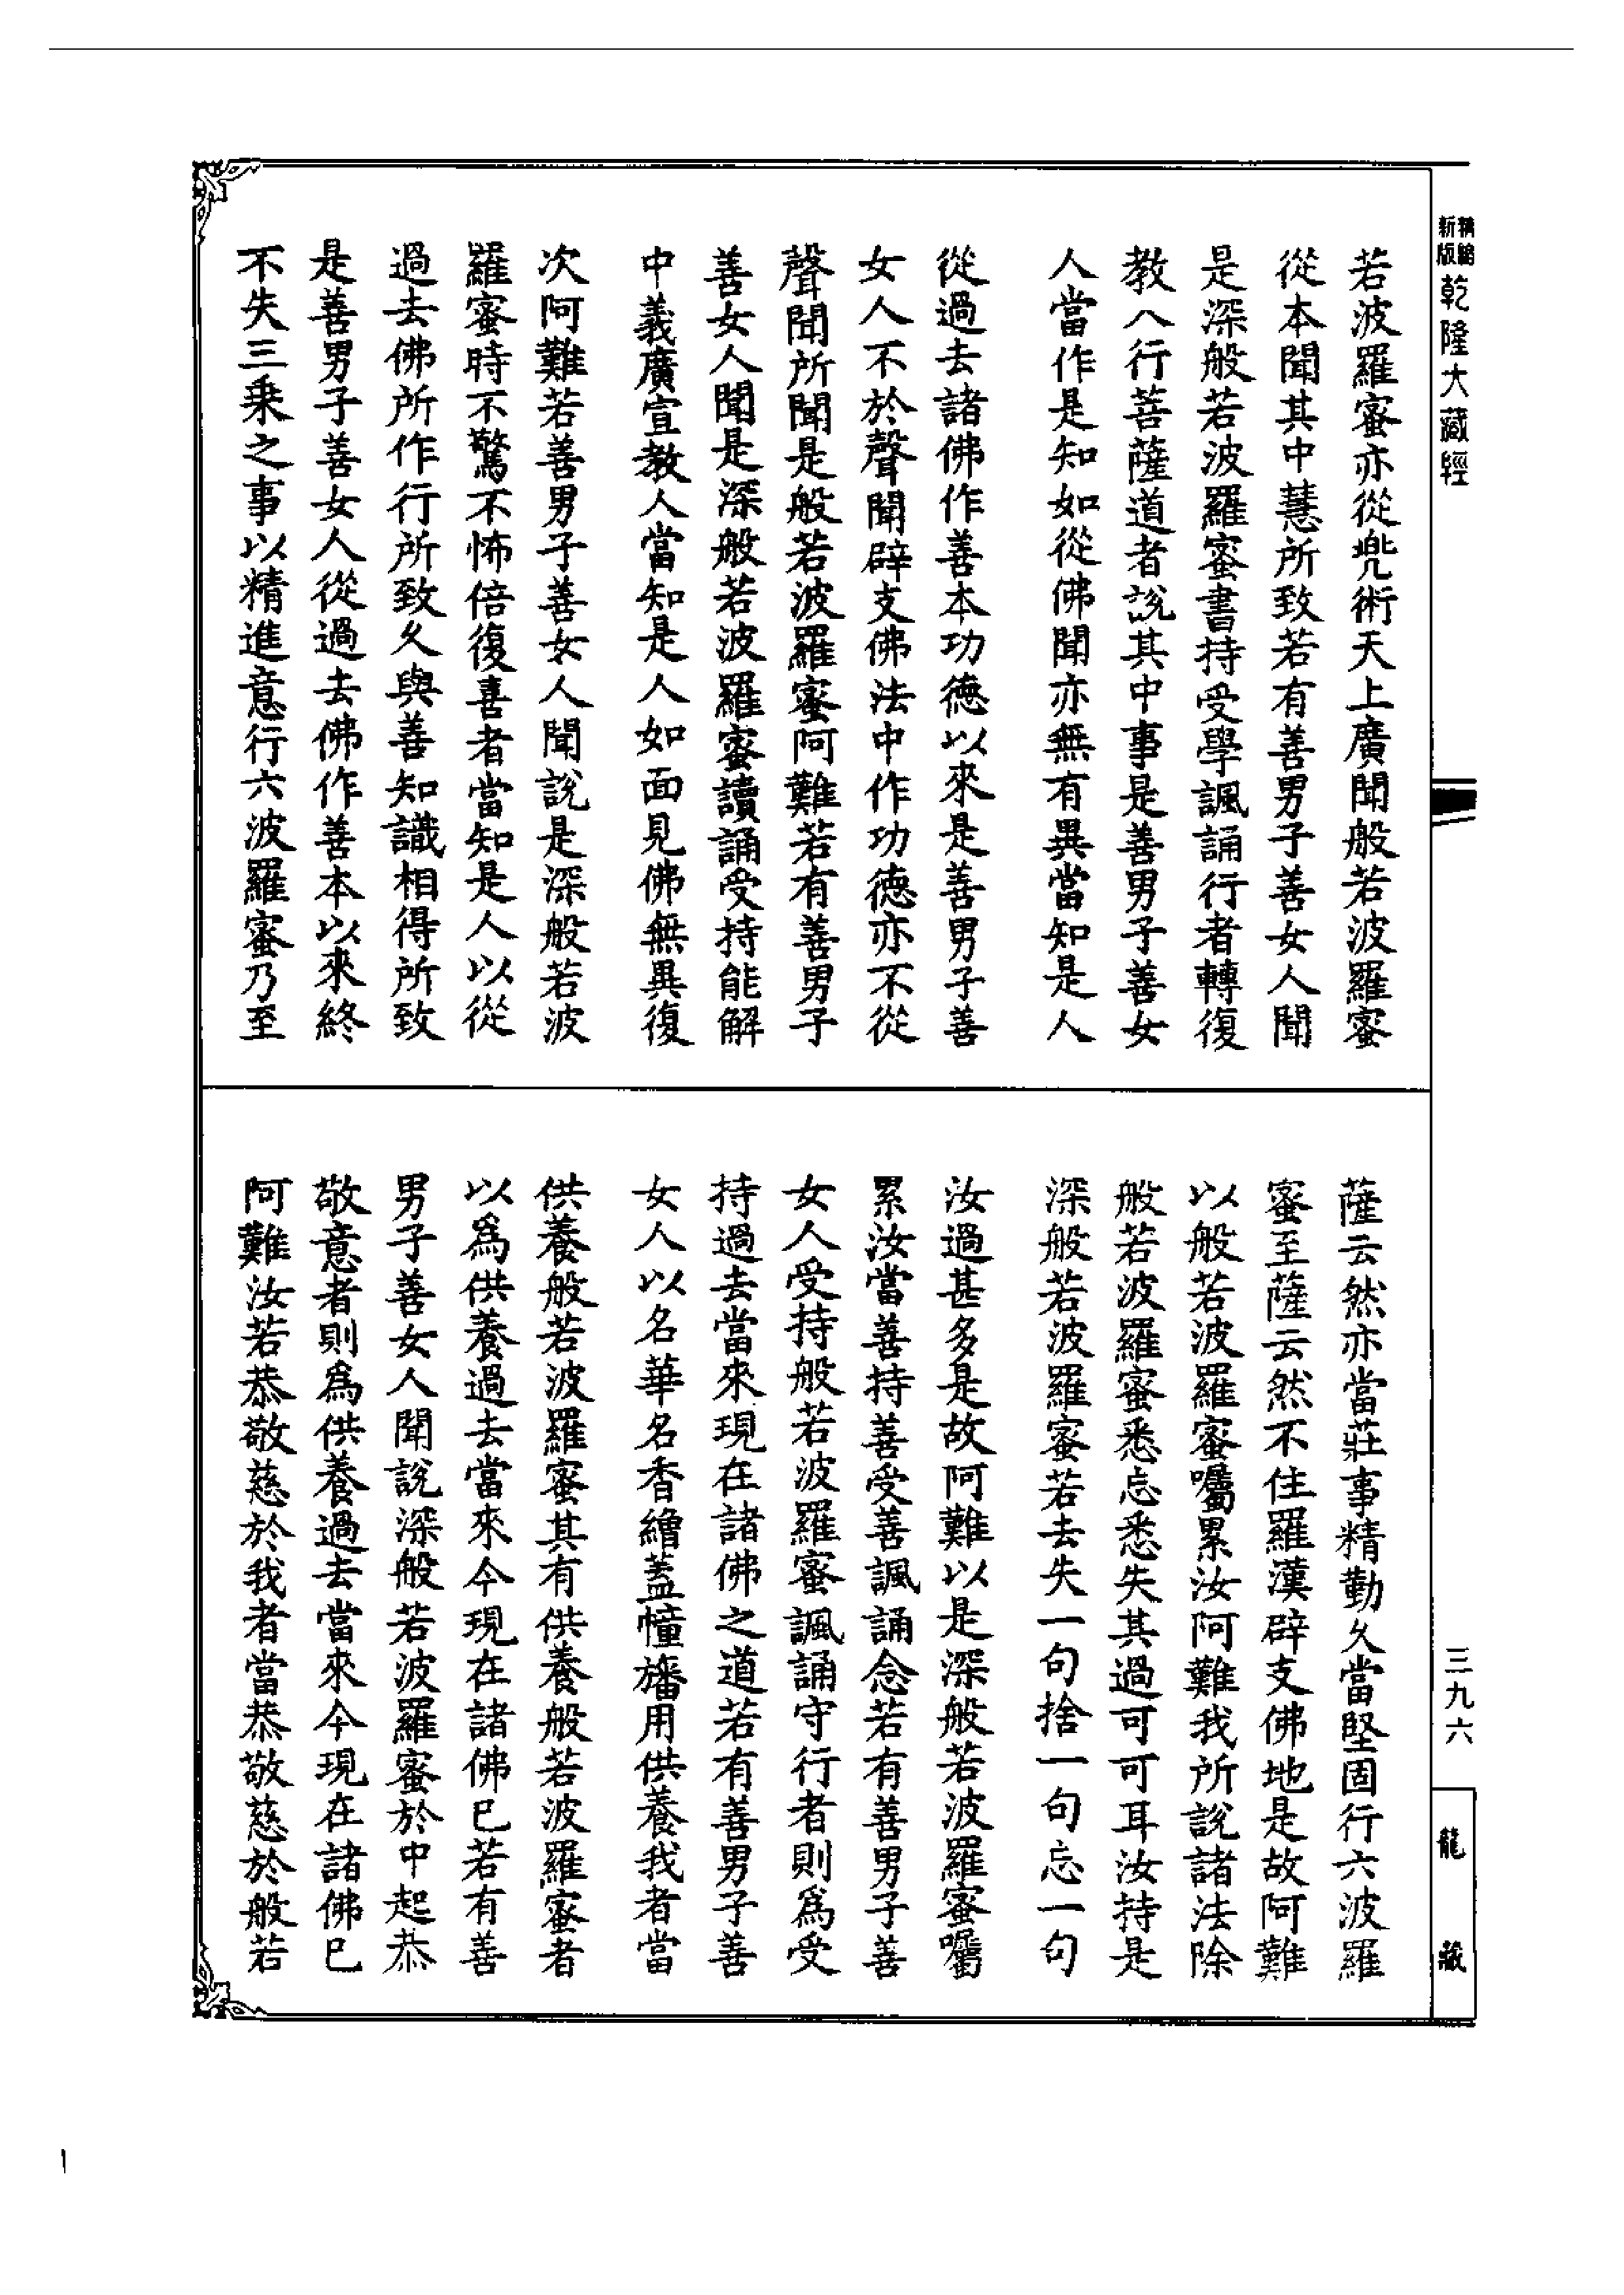 精縮
新版
乾隆大藏經
三九六
龍藏
若波羅蜜亦從兜術天上廣聞般若波羅蜜
從本聞其中慧所致若有善男子善女人聞
是深般若波羅蜜書持受學諷誦行者轉復
教人行菩薩道者說其中事是善男子善女
人當作是知如從佛聞亦無有異當知是人
從過去諸佛作善本功德以來是善男子善
女人不於聲聞辟支佛法中作功德亦不從
聲聞所聞是般若波羅蜜阿難若有善男子
善女人聞是深般若波羅蜜讀誦受持能解
中義廣宣教人當知是人如面見佛無異復
次阿難若善男子善女人聞說是深般若波
羅蜜時不驚不怖倍復喜者當知是人以從
過去佛所作行所致久與善知識相得所致
是善男子善女人從過去佛作善本以來終
不失三乘之事以精進意行六波羅蜜乃至
薩云然亦當莊事精勤久當堅固行六波羅
蜜至薩云然不住羅漢辟支佛地是故阿難
以般若波羅蜜囑累汝阿難我所說諸法除
般若波羅蜜悉忘悉失其過可可耳汝持是
深般若波羅蜜若去失一句捨一句忘一句
汝過甚多是故阿難以是深般若波羅蜜囑
累汝當善持善受善諷誦念若有善男子善
女人受持般若波羅蜜諷誦守行者則為受
持過去當來現在諸佛之道若有善男子善
女人以名華名香繒蓋幢旛用供養我者當
供養般若波羅蜜其有供養般若波羅蜜者
以為供養過去當來今現在諸佛已若有善
男子善女人聞說深般若波羅蜜於中起恭
敬意者則為供養過去當來今現在諸佛已
阿難汝若恭敬慈於我者當恭敬慈於般若